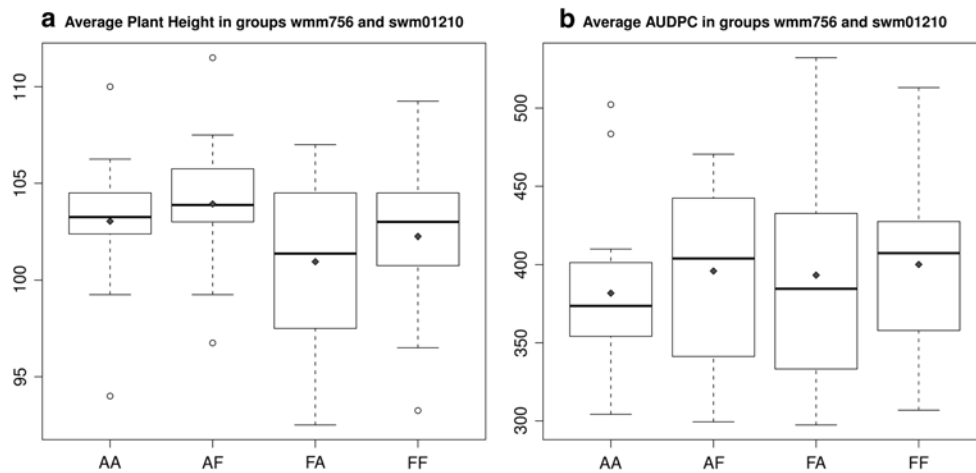 a Average Plant Height in groups wmm756 and swm01210
110
105
100
95
AA AF FA FF
b Average AUDPC in groups wmm756 and swm01210
500
450
400
350
300
AA AF FA FF